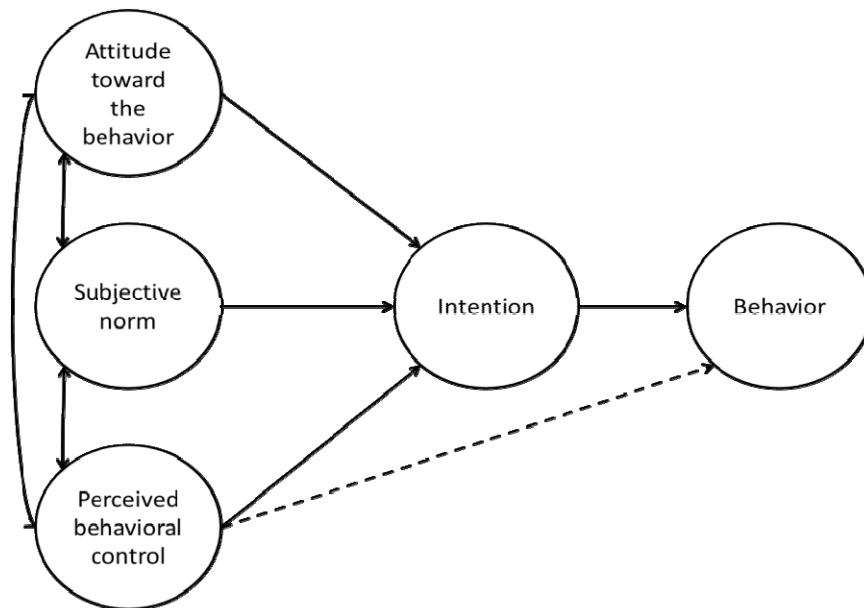 Attitude
toward
the
behavior
Subjective
norm
Intention
Behavior
Perceived
behavioral
control